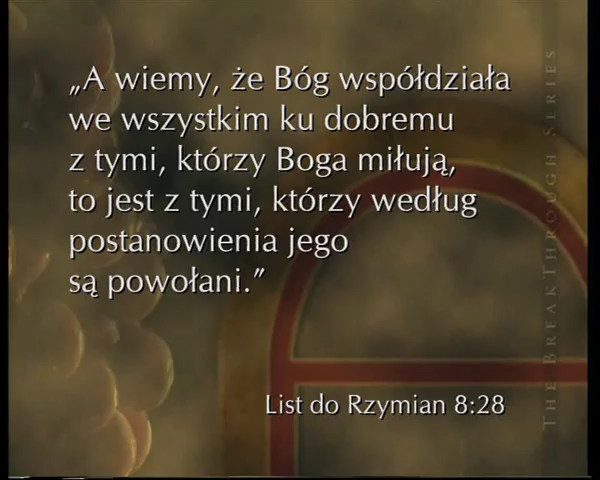 „A wiemy, że Bóg współdziała
we wszystkim ku dobremu
z tymi, którzy Boga miłują,
to jest z tymi, którzy według
postanowienia jego
są powołani.”
List do Rzymian 8:28
THE BREAKTHROUGH SERIES